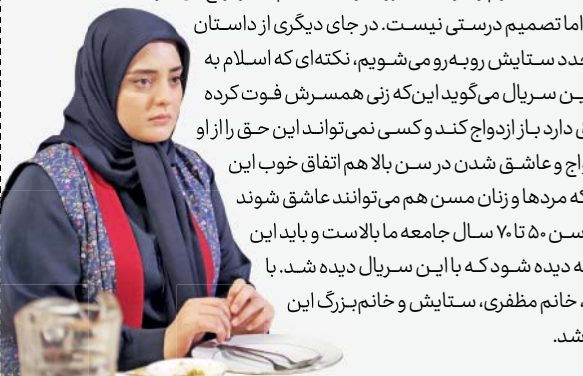 اما تصمیم درستی نیست. در جای دیگری از داستان
ستایش روبه‌رو می‌شویم، نکته‌ای که اسلام به
سریال می‌گوید این‌که زنی همسرش فوت کرده
دارد باز ازدواج کند و کسی نمی‌تواند این حق را از او
و عاشق شدن در سن بالا هم اتفاق خوب این
که مردها و زنان مسن هم می‌توانند عاشق شوند
سن ۵۰ تا ۷۰ سال جامعه ما بالاست و باید این
دیده شود که با این سریال دیده شد. با
خانم مظفری، ستایش و خانم‌بزرگ این
شد.